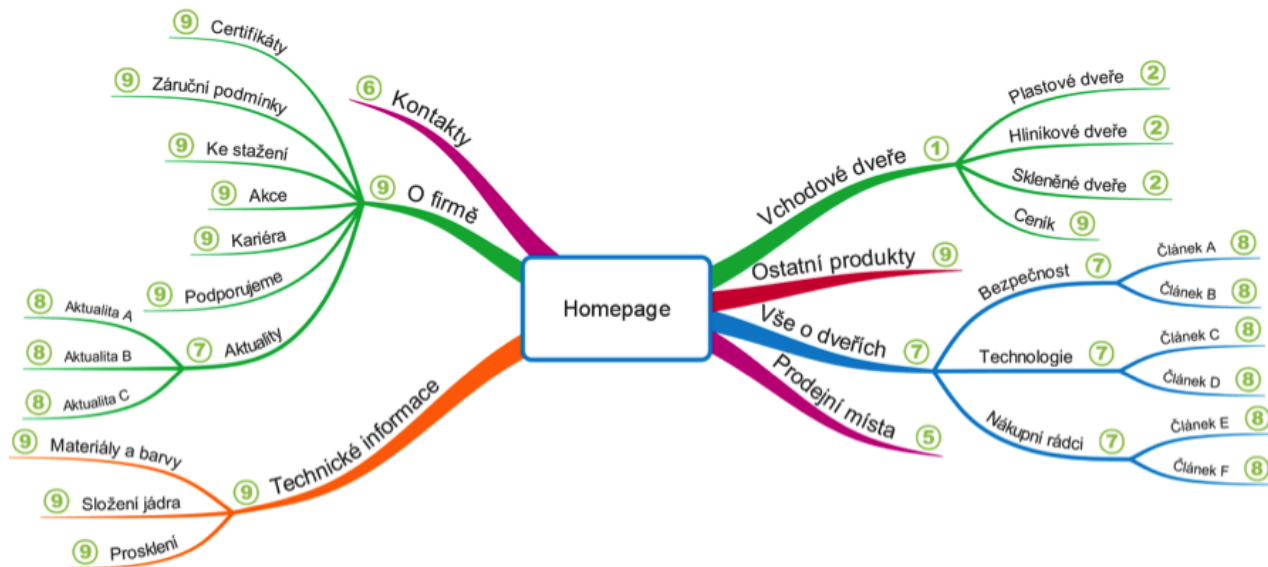 Homepage
Vchodové dveře 1
Plastové dveře 2
Hliníkové dveře 2
Skleněné dveře 2
Ceník 9
Ostatní produkty 9
Vše o dveřích 7
Bezpečnost 7
Článek A 8
Článek B 8
Technologie 7
Článek C 8
Článek D 8
Nákupní rádci 7
Článek E 8
Článek F 8
Prodejní místa 5
6 Kontakty
9 O firmě
9 Certifikáty
9 Záruční podmínky
9 Ke stažení
9 Akce
9 Kariéra
9 Podporujeme
7 Aktuality
8 Aktualita A
8 Aktualita B
8 Aktualita C
9 Technické informace
9 Materiály a barvy
9 Složení jádra
9 Prosklení